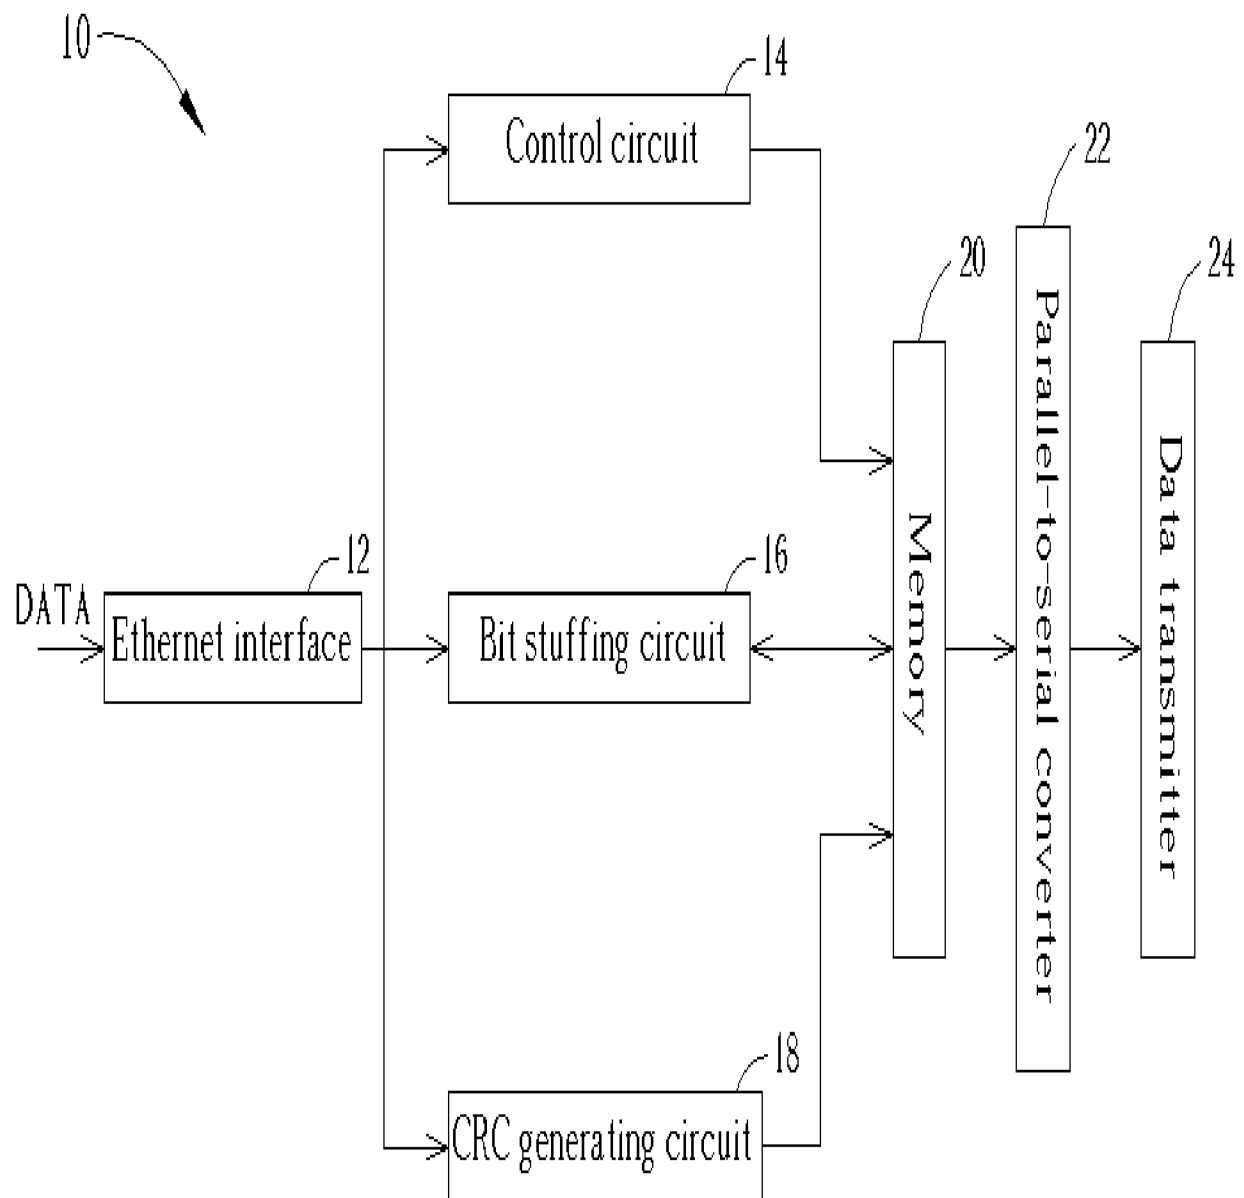 10
14
Control circuit
22
20
24
12
16
DATA
Ethernet interface
Bit stuffing circuit
Memory
Parallel-to-serial converter
Data transmitter
18
CRC generating circuit